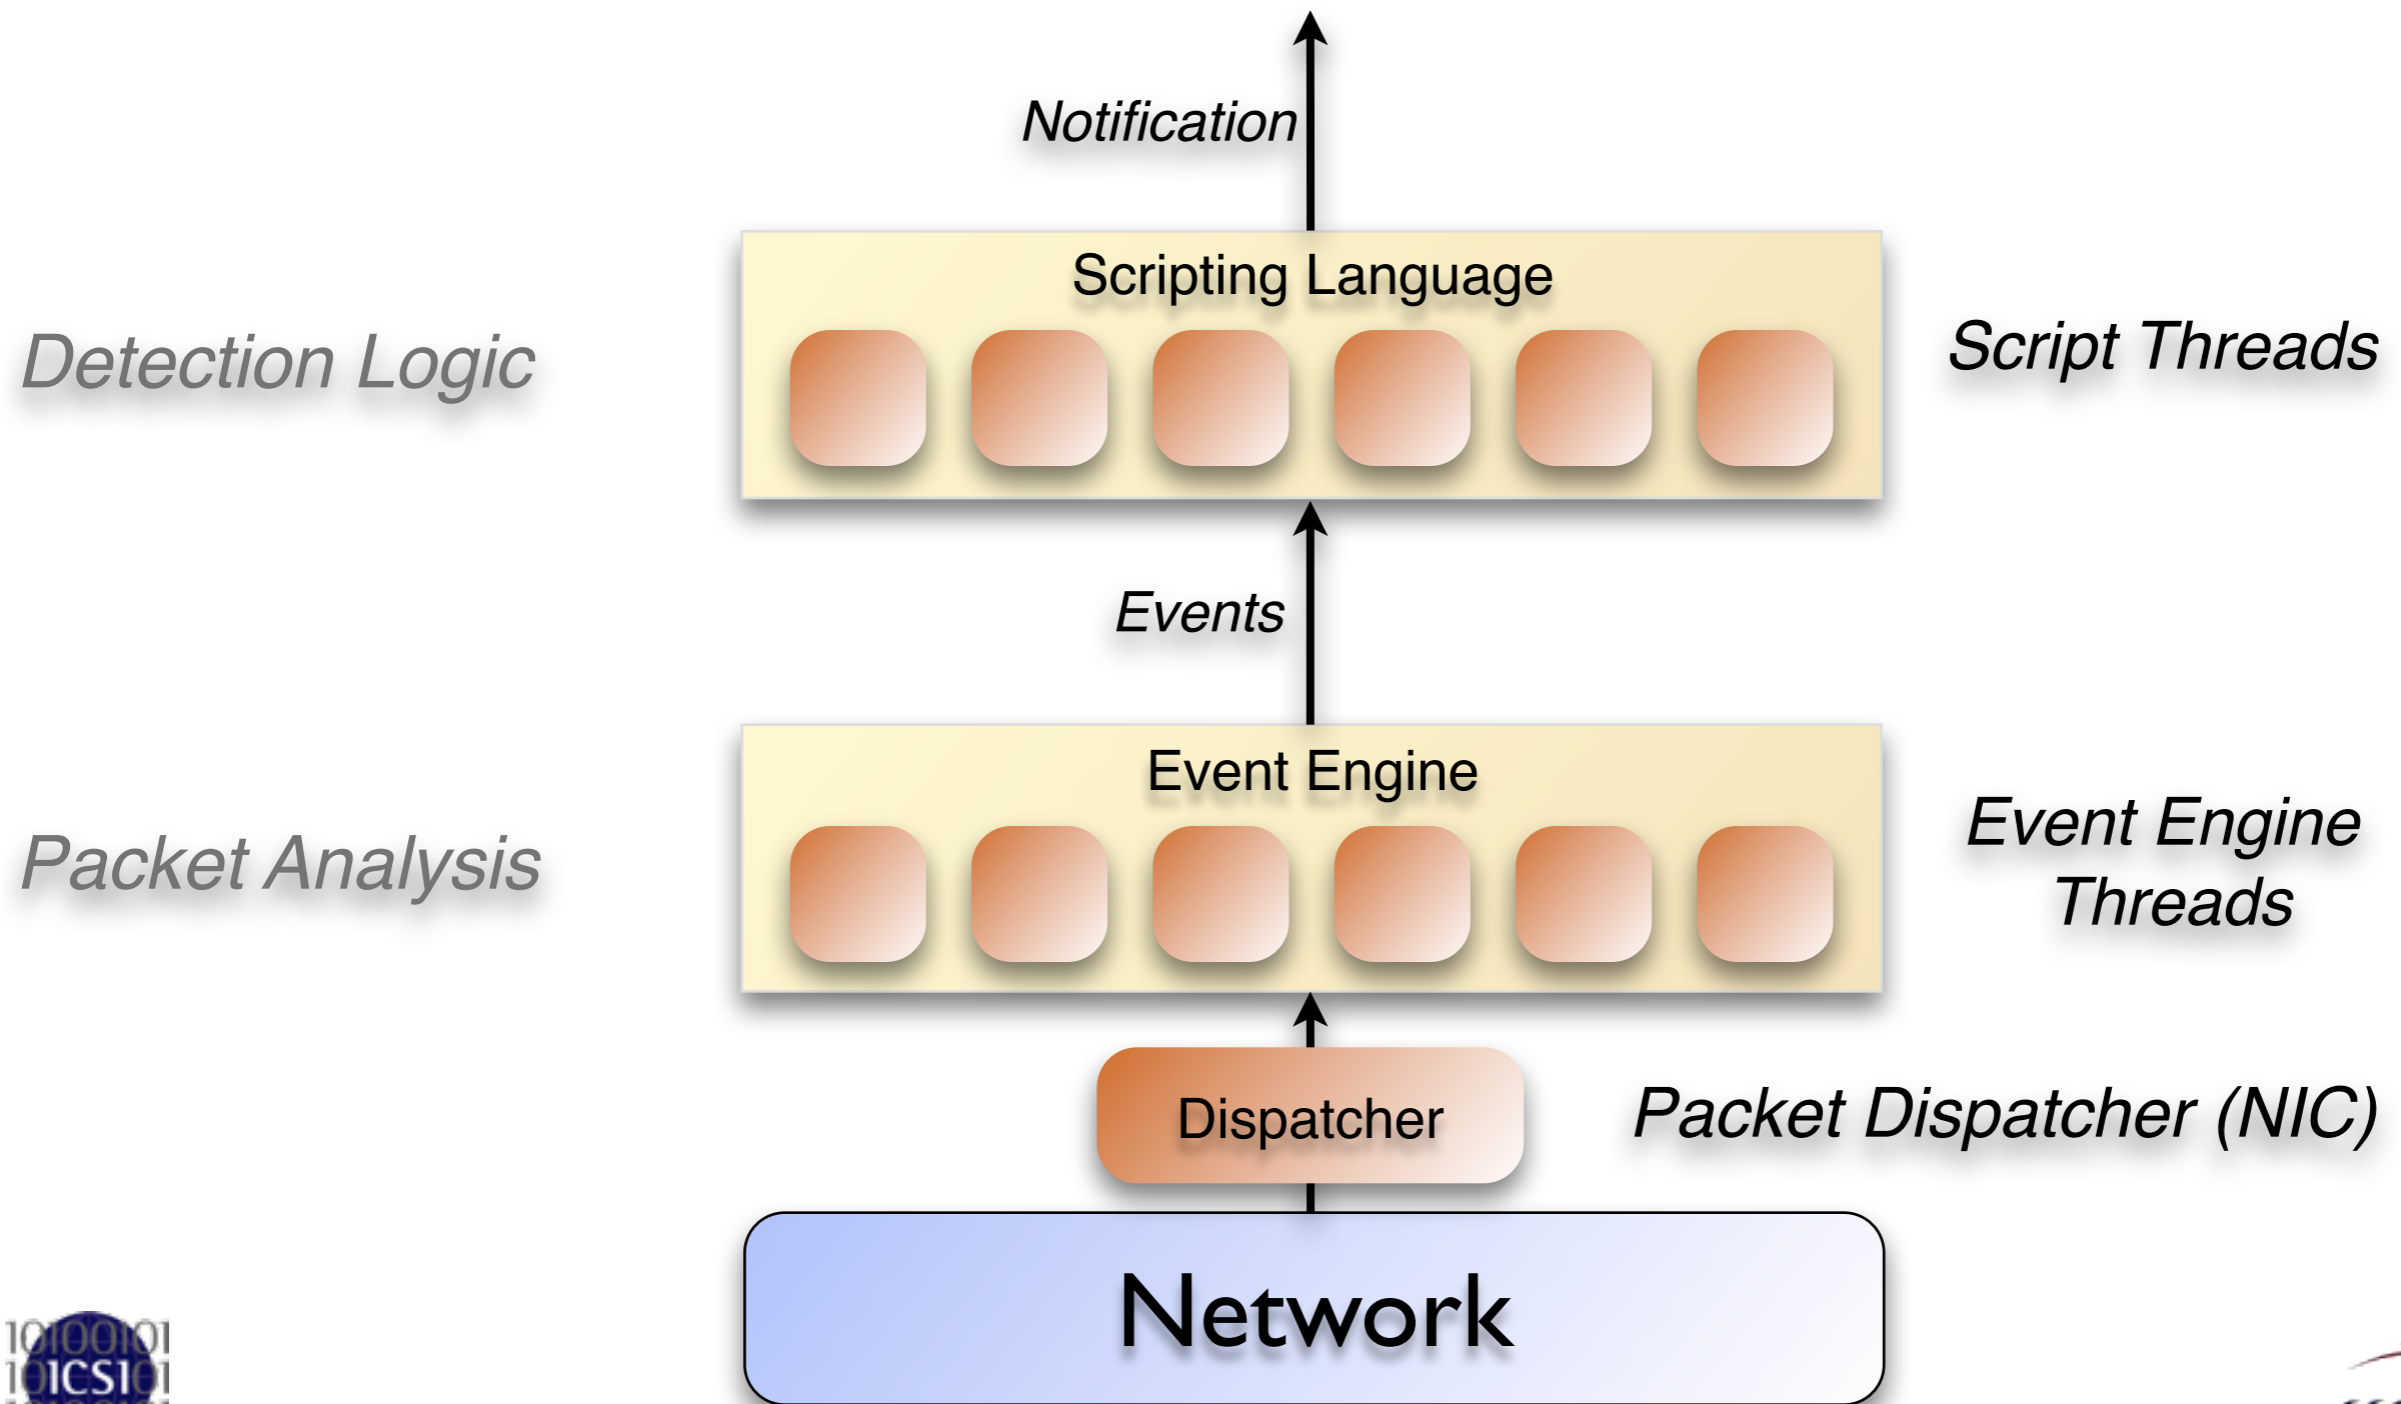 Notification
Scripting Language
Detection Logic
Script Threads
Events
Event Engine
Packet Analysis
Event Engine
Threads
Dispatcher
Packet Dispatcher (NIC)
Network
10100101
ICSI